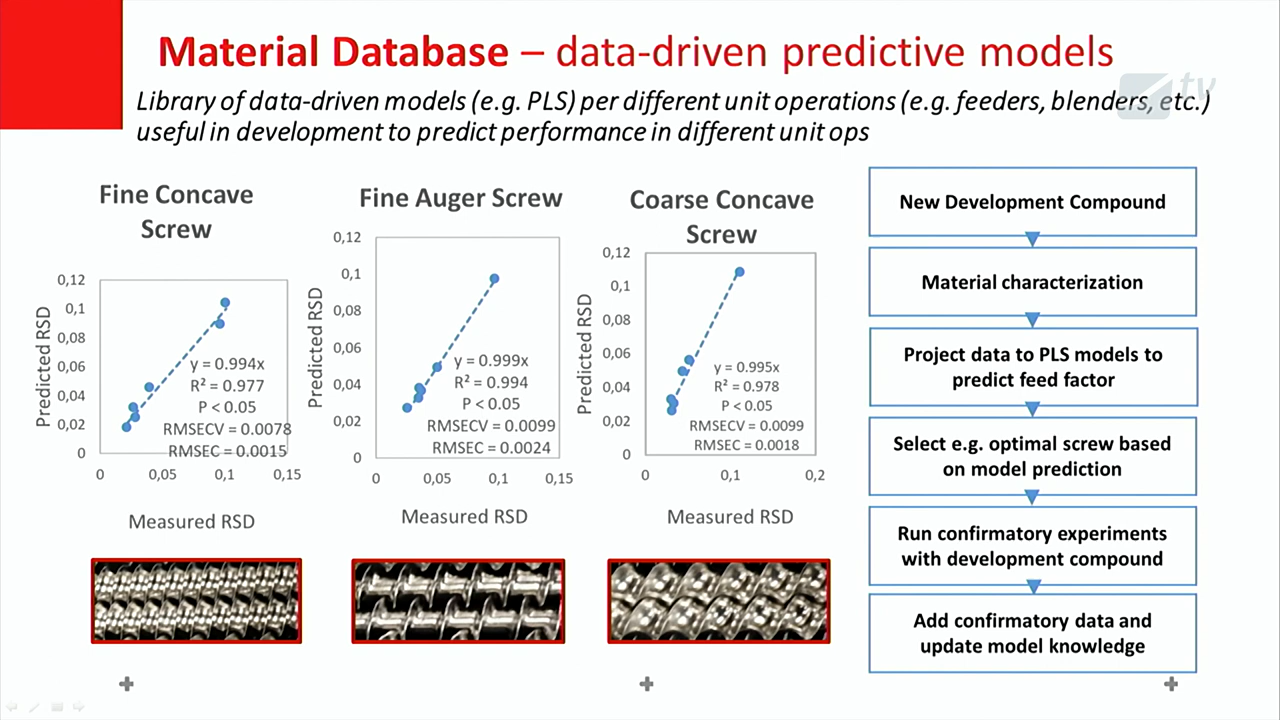 Material Database – data-driven predictive models
tv
Library of data-driven models (e.g. PLS) per different unit operations (e.g. feeders, blenders, etc.)
useful in development to predict performance in different unit ops
Fine Concave
Screw
0,12
0,1
0,08
0,06
0,04
0,02
0
Predicted RSD
y = 0.994x
R² = 0.977
P < 0.05
RMSECV = 0.0078
RMSEC = 0.0015
0
0,05
0,1
0,15
Measured RSD
Fine Auger Screw
0,12
0,1
0,08
0,06
0,04
0,02
0
Predicted RSD
y = 0.999x
R² = 0.994
P < 0.05
RMSECV = 0.0099
RMSEC = 0.0024
0
0,05
0,1
0,15
Measured RSD
Coarse Concave
Screw
0,12
0,1
0,08
0,06
0,04
0,02
0
Predicted RSD
y = 0.995x
R² = 0.978
P < 0.05
RMSECV = 0.0099
RMSEC = 0.0018
0
0,1
0,2
Measured RSD
New Development Compound
Material characterization
Project data to PLS models to
predict feed factor
Select e.g. optimal screw based
on model prediction
Run confirmatory experiments
with development compound
Add confirmatory data and
update model knowledge